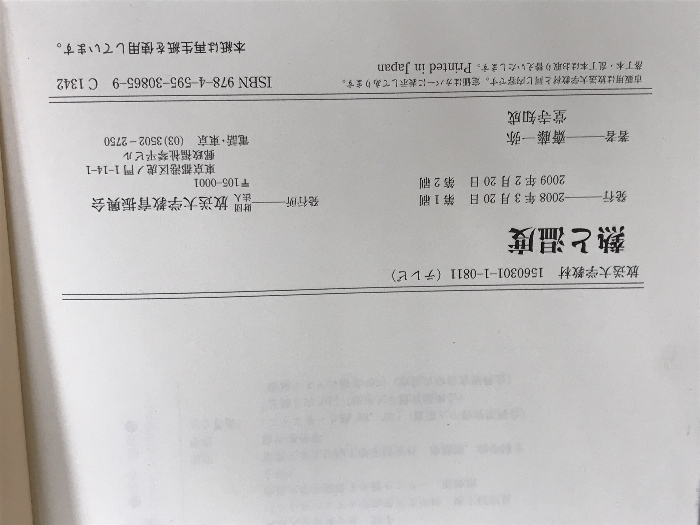 放送大学教材　1560301-1-0811（テレビ）
熱と温度
発行――2008年3月20日　第1刷
2009年2月20日　第2刷
著者――齋藤一弥
堂寺知成
発行所――財団法人　放送大学教育振興会
〒105-0001
東京都港区虎ノ門1-14-1
郵政福祉琴平ビル
電話・東京　(03) 3502-2750
市販用は放送大学教材と同じ内容です。定価はカバーに表示してあります。
落丁本・乱丁本はお取り替えいたします。 Printed in Japan
ISBN 978-4-595-30865-9　C 1342
本紙は再生紙を使用しています。